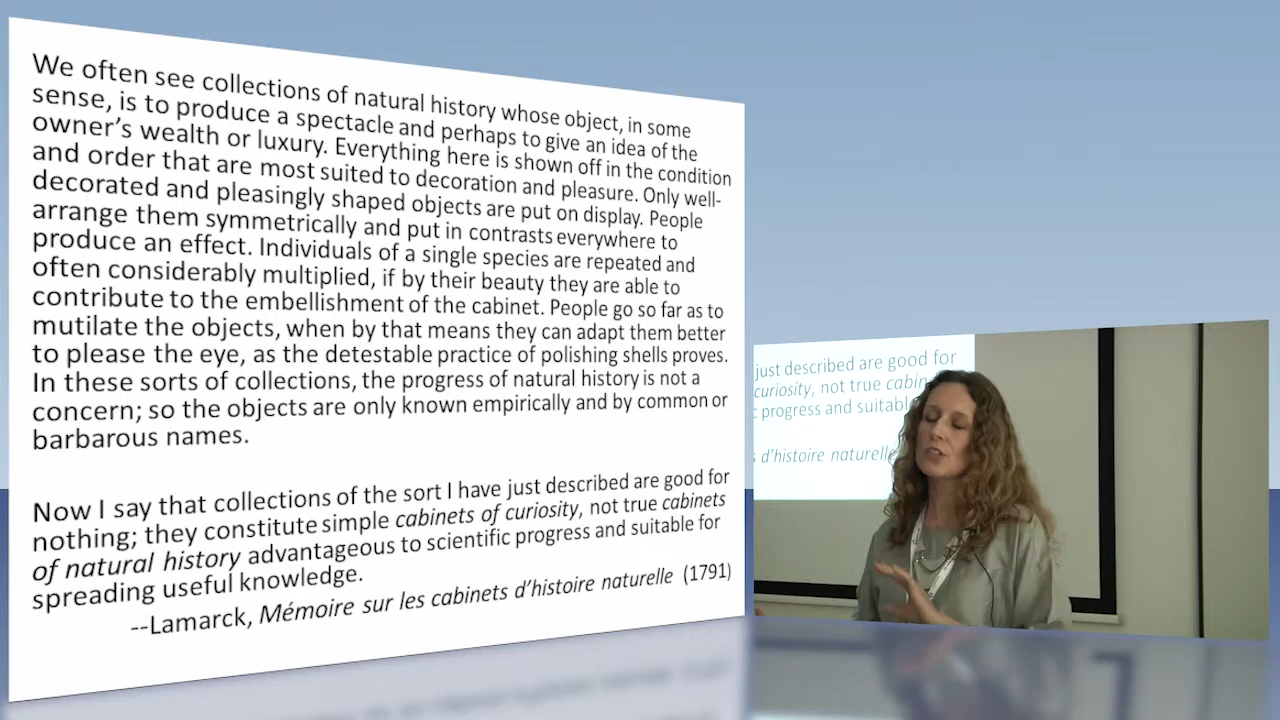 We often see collections of natural history whose object, in some
sense, is to produce a spectacle and perhaps to give an idea of the
owner's wealth or luxury. Everything here is shown off in the condition
and order that are most suited to decoration and pleasure. Only well-
decorated and pleasingly shaped objects are put on display. People
arrange them symmetrically and put in contrasts everywhere to
produce an effect. Individuals of a single species are repeated and
often considerably multiplied, if by their beauty they are able to
contribute to the embellishment of the cabinet. People go so far as to
mutilate the objects, when by that means they can adapt them better
to please the eye, as the detestable practice of polishing shells proves.
In these sorts of collections, the progress of natural history is not a
concern; so the objects are only known empirically and by common or
barbarous names.
Now I say that collections of the sort I have just described are good for
nothing; they constitute simple cabinets of curiosity, not true cabinets
of natural history advantageous to scientific progress and suitable for
spreading useful knowledge.
--Lamarck, Mémoire sur les cabinets d'histoire naturelle (1791)
just described are good for
curiosity, not true cabin
c progress and suitable
s d'histoire naturelle